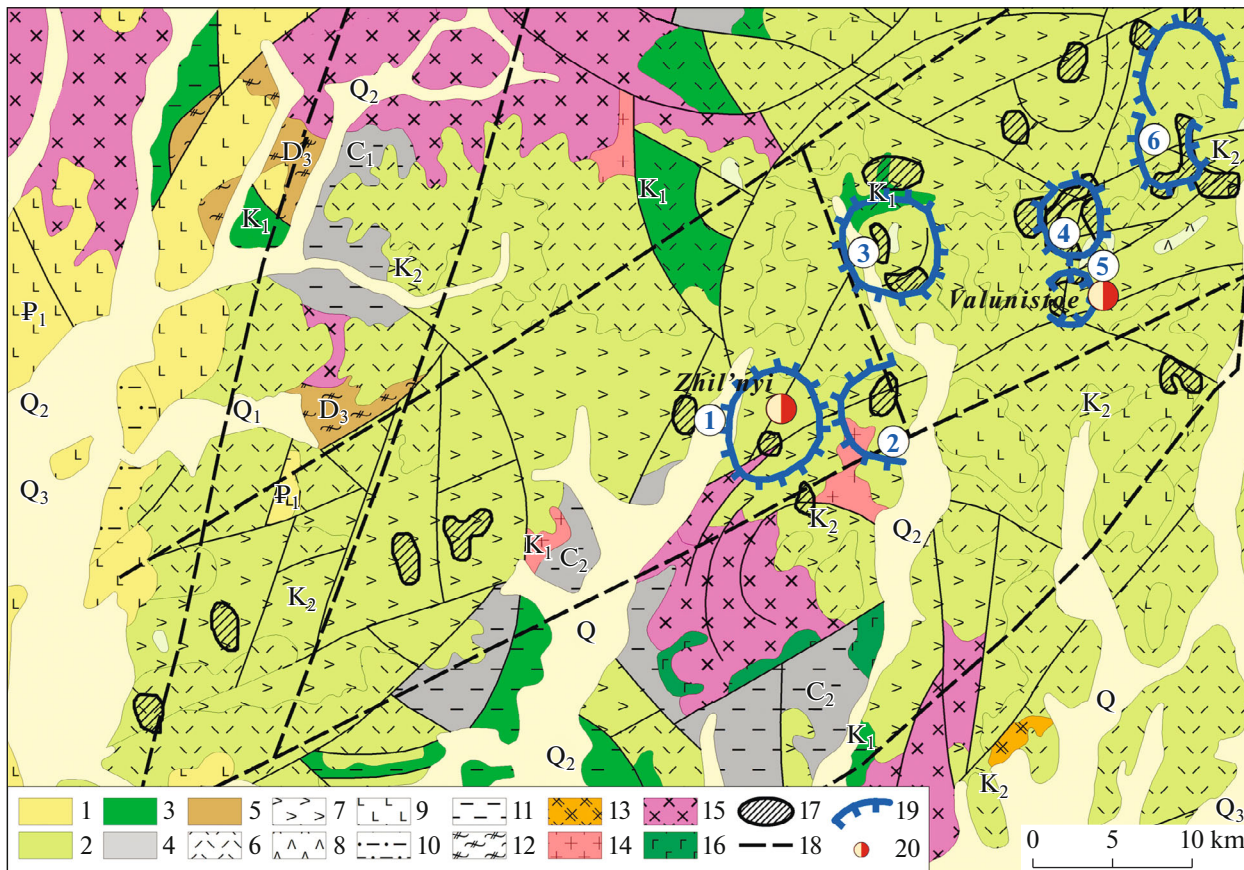 Q₂
D₃
C₁
K₁
K₂
K₁
K₁
K₂
6
4
3
5
Valunistoe
P₁
Q₂
Q₁
D₃
Zhil'nyi
1
2
K₂
Q₃
P₁
K₂
K₁
C₂
K₂
Q₂
Q
C₂
Q
K₁
Q₂
K₂
Q₃
1 3 5 7 9 11 13 15 17 19
2 4 6 8 10 12 14 16 18 20
0 5 10 km